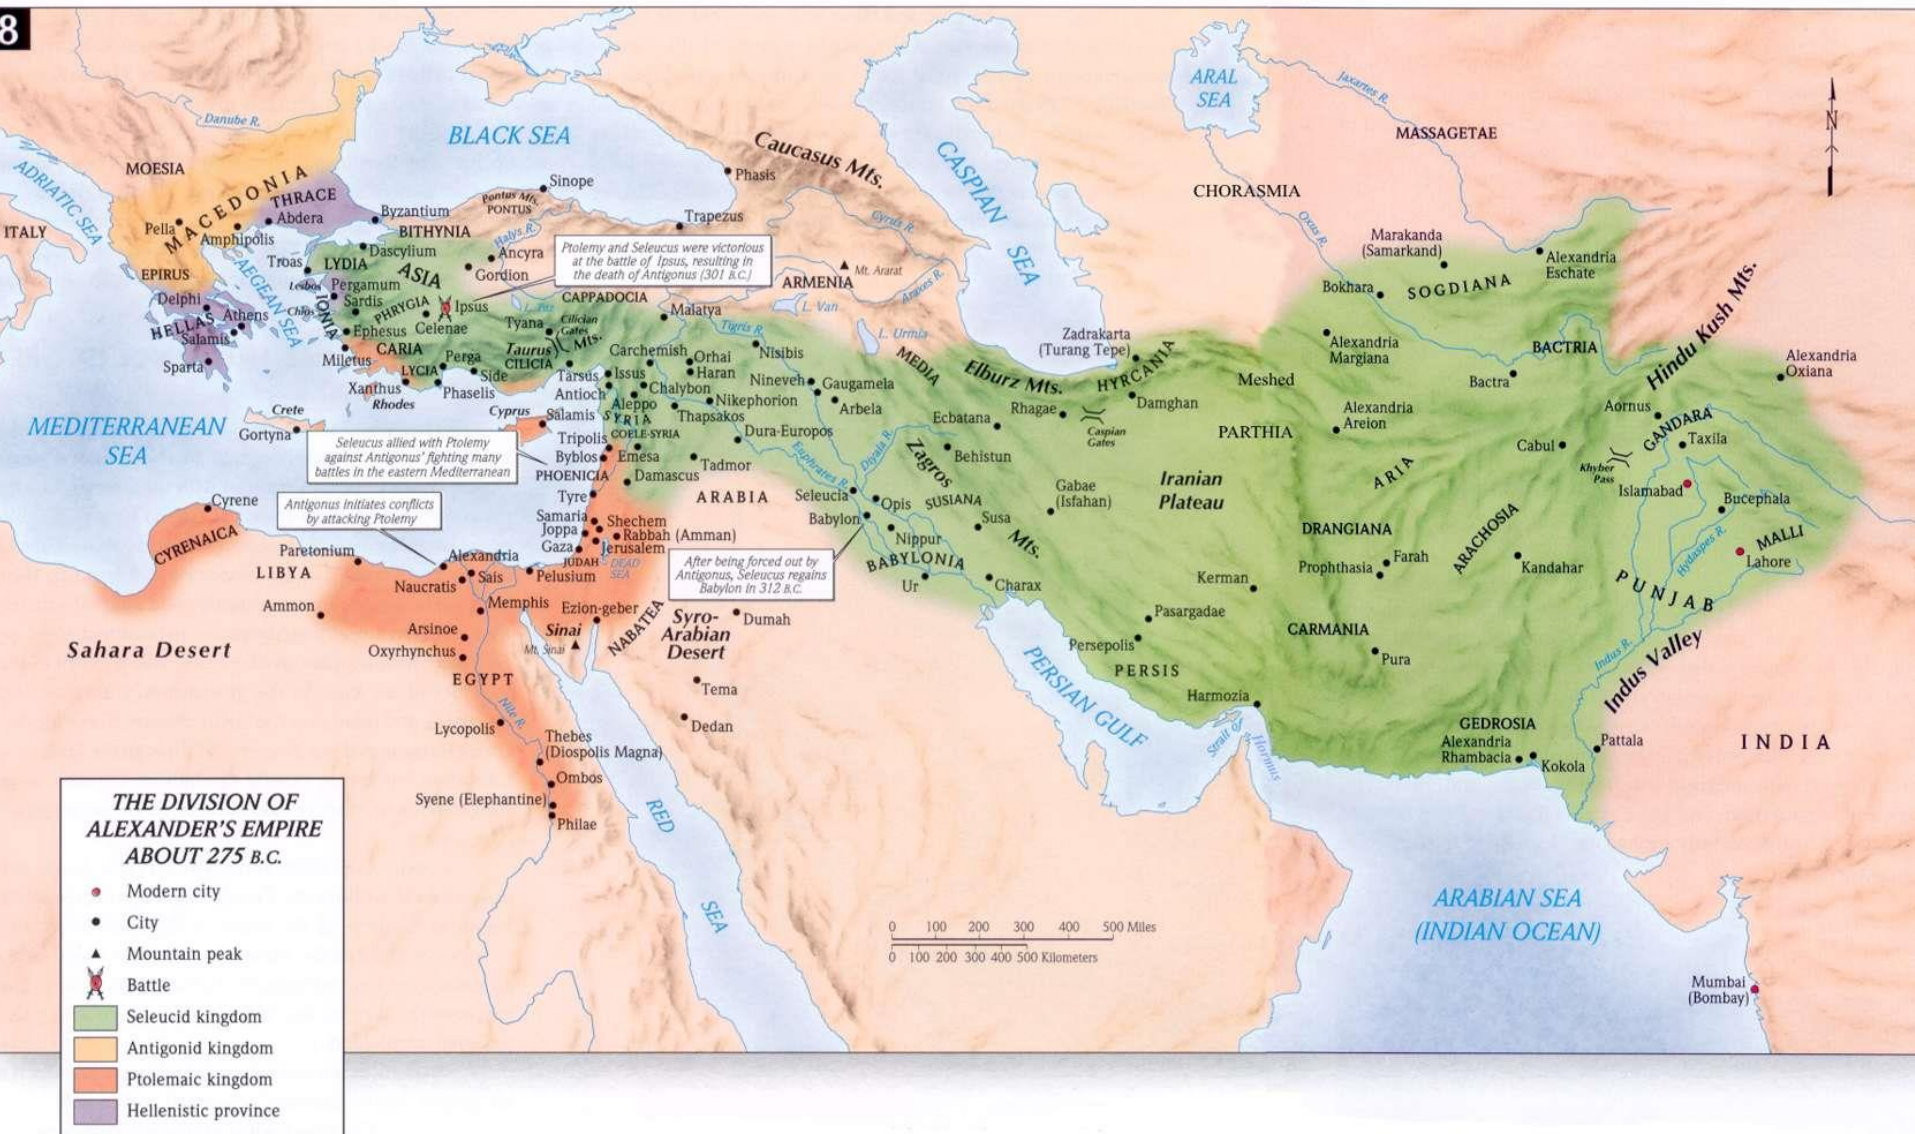 8
ADRIATIC SEA
ITALY
Danube R.
MOESIA
MACEDONIA
THRACE
Abdera
Pella
Amphipolis
EPIRUS
AEGEAN SEA
Delphi
HELLAS
Athens
Salamis
Sparta
BLACK SEA
Byzantium
BITHYNIA
Sinope
Pontus Mts.
PONTUS
Halys R.
Trapezus
Phasis
Caucasus Mts.
Cyrus R.
Araxes R.
Mt. Ararat
ARMENIA
L. Van
L. Urmia
CASPIAN
SEA
ARAL
SEA
Jaxartes R.
MASSAGETAE
CHORASMIA
Oxus R.
N
Dascylium
Troas
LYDIA
ASIA
Ancyra
Gordion
Lesbos
Pergamum
Sardis
Chios
IONIA
PHRYGIA
Ipsus
Ephesus
Celenae
Miletus
CARIA
LYCIA
Perga
Side
Xanthus
Rhodes
Phaselis
L. Tuz
CAPPADOCIA
Tyana
Cilician
Gates
Taurus
Mts.
CILICIA
Malatya
Tigris R.
Ptolemy and Seleucus were victorious
at the battle of Ipsus, resulting in
the death of Antigonus (301 B.C.)
Carchemish
Orhai
Haran
Nisibis
Tarsus
Issus
Antioch
Chalybon
Aleppo
Nikephorion
Thapsakos
Nineveh
Gaugamela
Arbela
SYRIA
COELE-SYRIA
Dura-Europos
Cyprus
Salamis
Tripolis
Byblos
Emesa
PHOENICIA
Damascus
Tadmor
Tyre
ARABIA
Euphrates R.
Diyala R.
MEDIA
Elburz Mts.
HYRCANIA
Zadrakarta
(Turang Tepe)
Damghan
Rhagae
Caspian
Gates
Ecbatana
Behistun
Zagros
Mts.
Seleucia
Opis
SUSIANA
Babylon
Susa
Nippur
BABYLONIA
Ur
Charax
Gabae
(Isfahan)
Iranian
Plateau
PARTHIA
Meshed
Marakanda
(Samarkand)
Alexandria
Eschate
Bokhara
SOGDIANA
Alexandria
Margiana
BACTRIA
Bactra
Hindu Kush Mts.
Alexandria
Oxiana
Alexandria
Areion
Aornus
GANDARA
Cabul
Taxila
Khyber
Pass
Islamabad
Bucephala
ARIA
DRANGIANA
ARACHOSIA
Farah
Prophthasia
Kandahar
Hydaspes R.
MALLI
Lahore
PUNJAB
Kerman
Pasargadae
Persepolis
PERSIS
CARMANIA
Pura
Harmozia
Strait of
Hormus
PERSIAN GULF
GEDROSIA
Alexandria
Rhambacia
Kokola
Pattala
Indus R.
Indus Valley
INDIA
MEDITERRANEAN
SEA
Crete
Gortyna
Seleucus allied with Ptolemy
against Antigonus' fighting many
battles in the eastern Mediterranean
Antigonus initiates conflicts
by attacking Ptolemy
After being forced out by
Antigonus, Seleucus regains
Babylon in 312 B.C.
Cyrene
CYRENAICA
Samaria
Shechem
Joppa
Rabbah (Amman)
Gaza
Jerusalem
JUDAH
DEAD
SEA
Paretonium
Alexandria
LIBYA
Naucratis
Sais
Pelusium
Ammon
Memphis
Ezion-geber
Sinai
Mt. Sinai
NABATEA
Syro-
Arabian
Desert
Dumah
Arsinoe
Oxyrhynchus
EGYPT
Tema
Dedan
Sahara Desert
Nile R.
Lycopolis
Thebes
(Diospolis Magna)
Ombos
Syene (Elephantine)
Philae
RED
SEA
ARABIAN SEA
(INDIAN OCEAN)
Mumbai
(Bombay)
0 100 200 300 400 500 Miles
0 100 200 300 400 500 Kilometers
THE DIVISION OF
ALEXANDER'S EMPIRE
ABOUT 275 B.C.
Modern city
City
Mountain peak
Battle
Seleucid kingdom
Antigonid kingdom
Ptolemaic kingdom
Hellenistic province